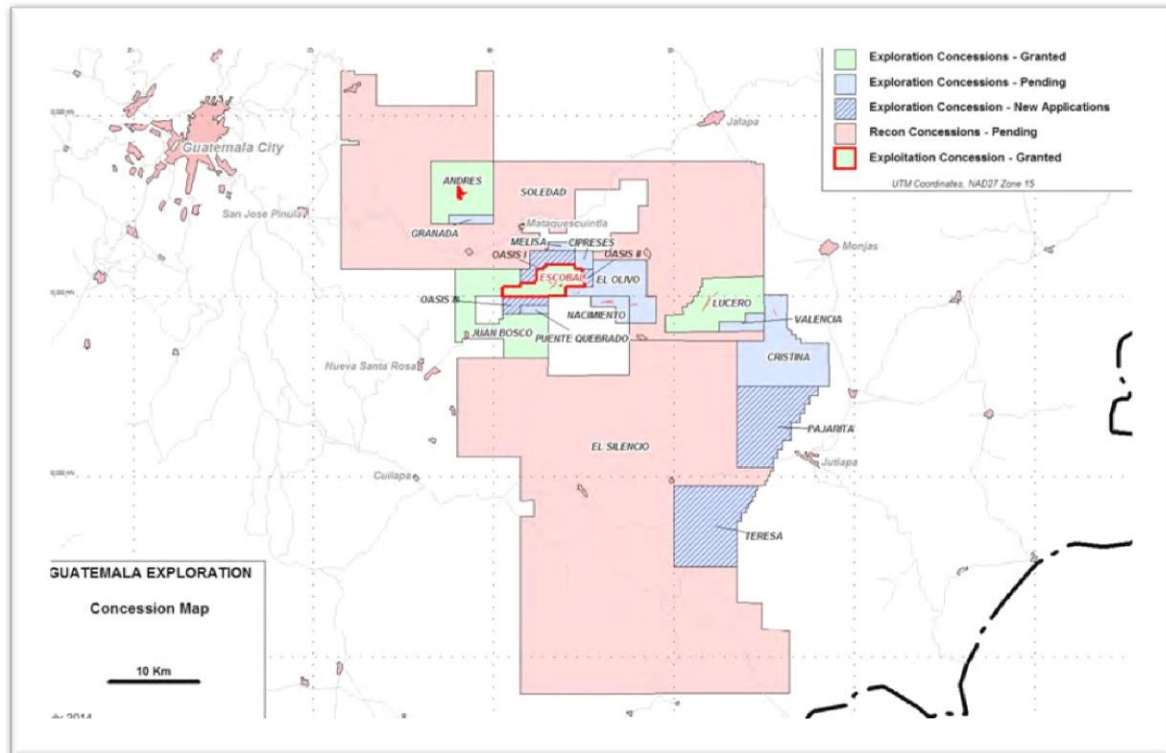 Exploration Concessions - Granted
Exploration Concessions - Pending
Exploration Concession - New Applications
Recon Concessions - Pending
Exploitation Concession - Granted
UTM Coordinates, NAD27 Zone 15
Guatemala City
Jalapa
ANDRES
SOLEDAD
San Jose Pinula
GRANADA
Mataquescuintla
MELISA
CIPRESES
Monjas
OASIS I
OASIS II
ESCOBAL
EL OLIVO
OASIS
LUCERO
NACIMIENTO
VALENCIA
JUAN BOSCO
PUENTE QUEBRADO
CRISTINA
Nueva Santa Rosa
PAJARITA
EL SILENCIO
Jutiapa
Cuilapa
TERESA
GUATEMALA EXPLORATION
Concession Map
10 Km
2014